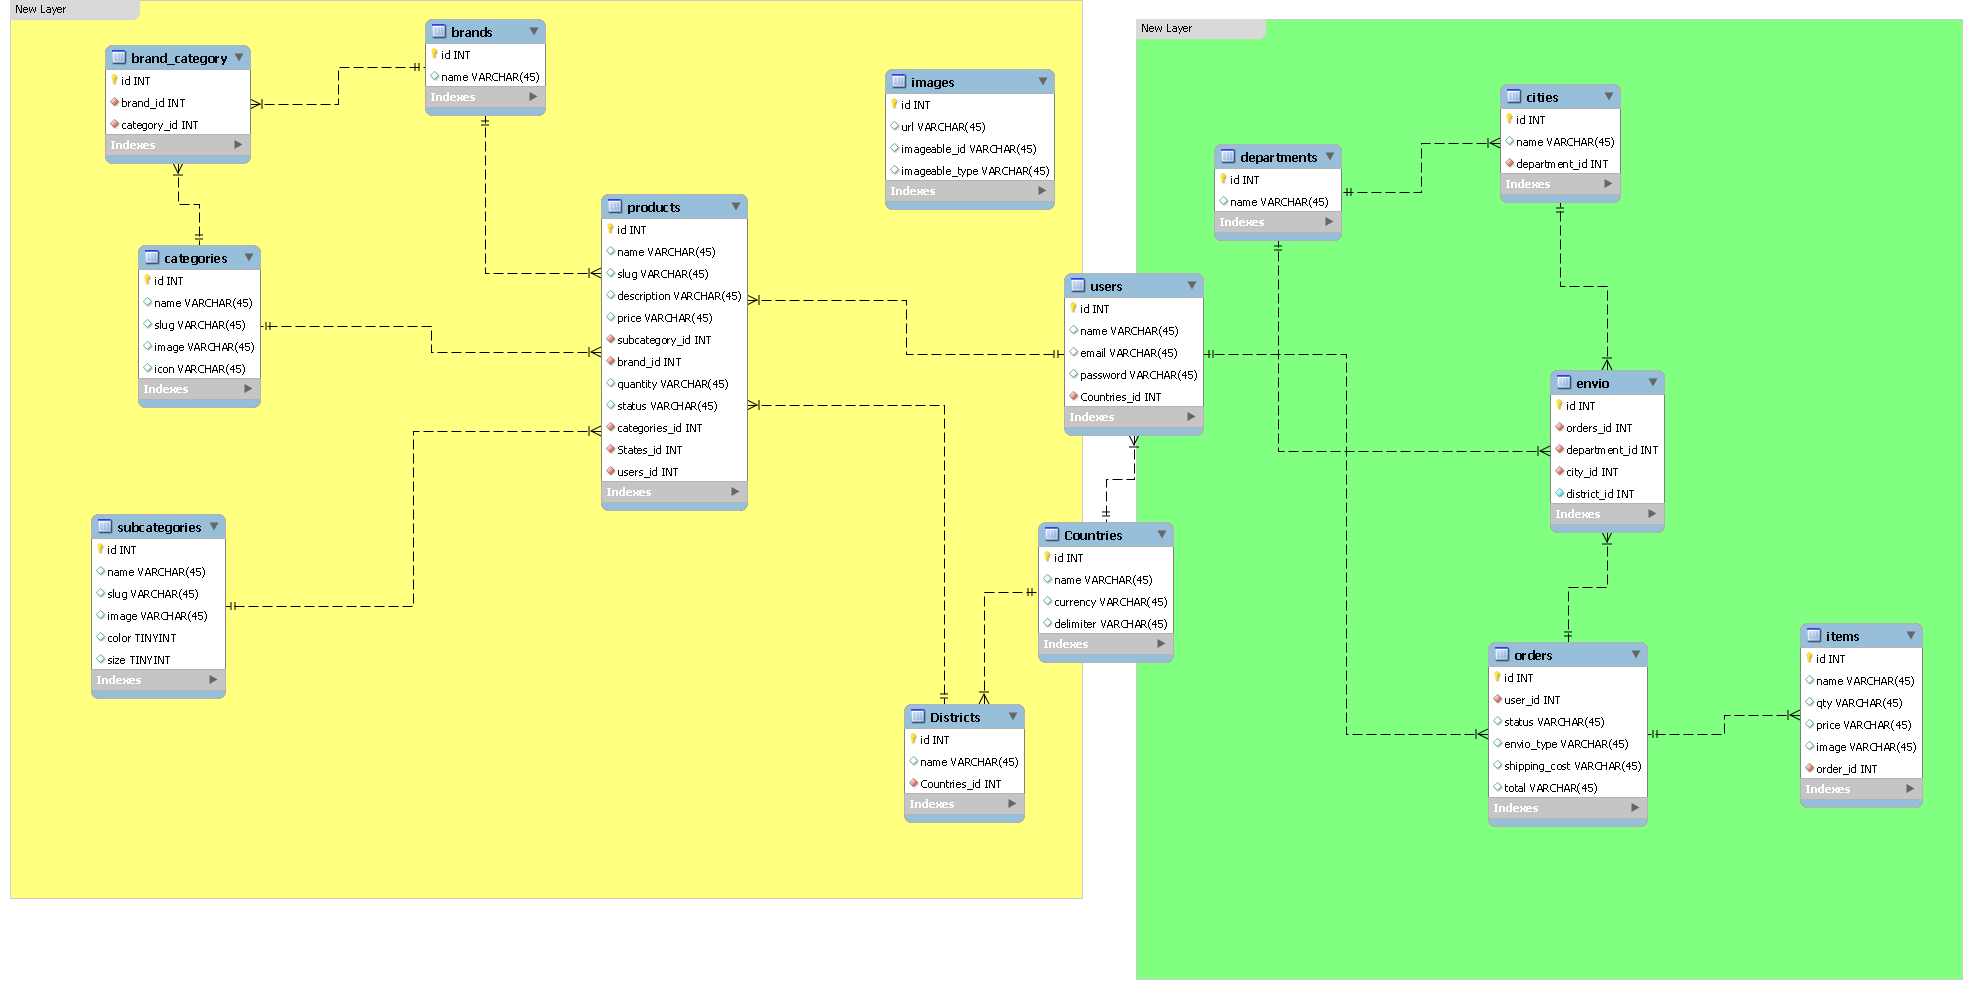 New Layer
brand_category
id INT
brand_id INT
category_id INT
Indexes
brands
id INT
name VARCHAR(45)
Indexes
images
id INT
url VARCHAR(45)
imageable_id VARCHAR(45)
imageable_type VARCHAR(45)
Indexes
categories
id INT
name VARCHAR(45)
slug VARCHAR(45)
image VARCHAR(45)
icon VARCHAR(45)
Indexes
products
id INT
name VARCHAR(45)
slug VARCHAR(45)
description VARCHAR(45)
price VARCHAR(45)
subcategory_id INT
brand_id INT
quantity VARCHAR(45)
status VARCHAR(45)
categories_id INT
States_id INT
users_id INT
Indexes
subcategories
id INT
name VARCHAR(45)
slug VARCHAR(45)
image VARCHAR(45)
color TINYINT
size TINYINT
Indexes
users
id INT
name VARCHAR(45)
email VARCHAR(45)
password VARCHAR(45)
Countries_id INT
Indexes
Countries
id INT
name VARCHAR(45)
currency VARCHAR(45)
delimiter VARCHAR(45)
Indexes
Districts
id INT
name VARCHAR(45)
Countries_id INT
Indexes
New Layer
departments
id INT
name VARCHAR(45)
Indexes
cities
id INT
name VARCHAR(45)
department_id INT
Indexes
envio
id INT
orders_id INT
department_id INT
city_id INT
district_id INT
Indexes
orders
id INT
user_id INT
status VARCHAR(45)
envio_type VARCHAR(45)
shipping_cost VARCHAR(45)
total VARCHAR(45)
Indexes
items
id INT
name VARCHAR(45)
qty VARCHAR(45)
price VARCHAR(45)
image VARCHAR(45)
order_id INT
Indexes